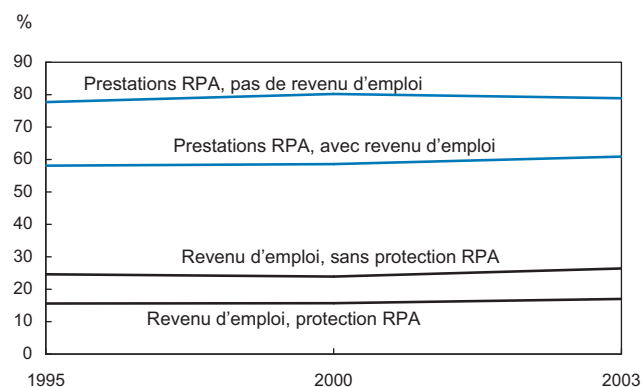 %
90
80
70
60
50
40
30
20
10
0
Prestations RPA, pas de revenu d'emploi
Prestations RPA, avec revenu d'emploi
Revenu d'emploi, sans protection RPA
Revenu d'emploi, protection RPA
1995 2000 2003